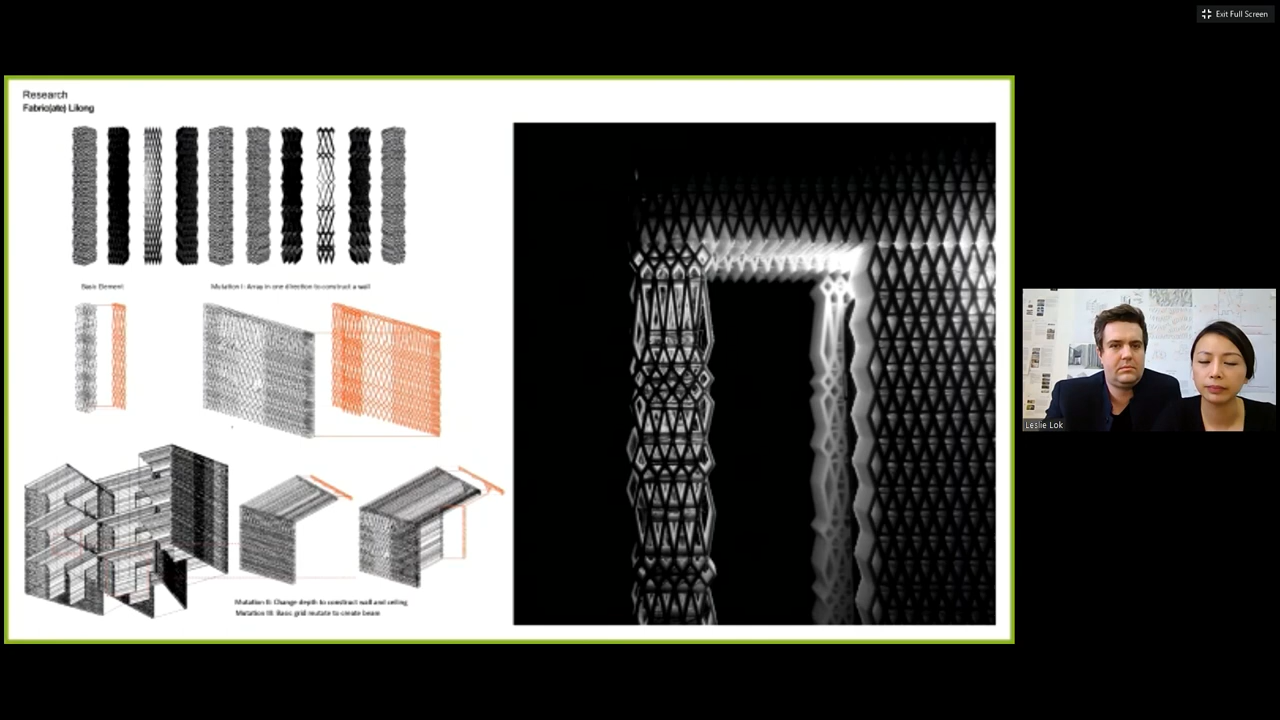 Exit Full Screen
Research
Fabric(ate) Lilong
Basic Element
Mutation I: Array in one direction to construct a wall
Mutation II: Change depth to construct wall and ceiling
Mutation III: Basic grid mutate to create beam
Leslie Lok